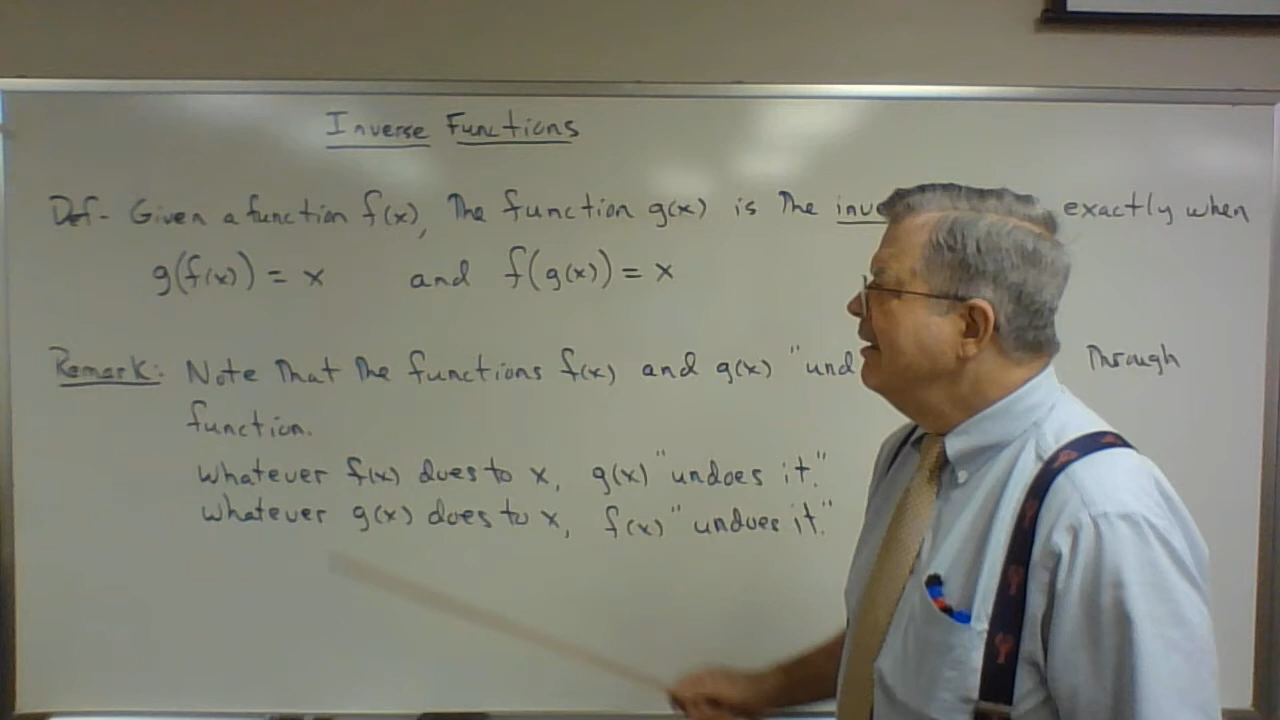 Inverse Functions
Def- Given a function f(x), The function g(x) is The inve exactly when
g(f(x)) = x and f(g(x)) = x
Remark: Note That The functions f(x) and g(x) "und Through
function.
Whatever f(x) does to x, g(x) "undoes it."
Whatever g(x) does to x, f(x) "undoes it."